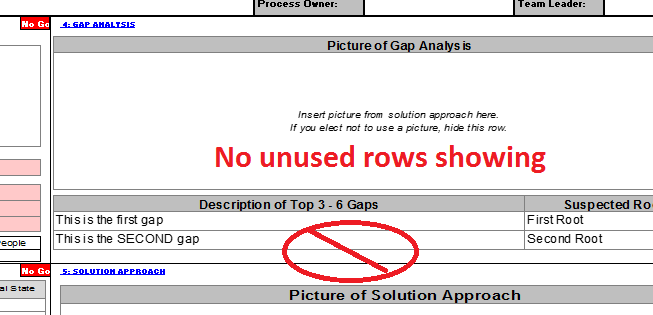 Process Owner:
Team Leader:
No Go
4: GAP ANALYSIS
Picture of Gap Analysis
Insert picture from solution approach here.
If you elect not to use a picture, hide this row.
No unused rows showing
Description of Top 3 - 6 Gaps
Suspected Ro
This is the first gap
First Root
This is the SECOND gap
Second Root
eople
No Go
5: SOLUTION APPROACH
al State
Picture of Solution Approach